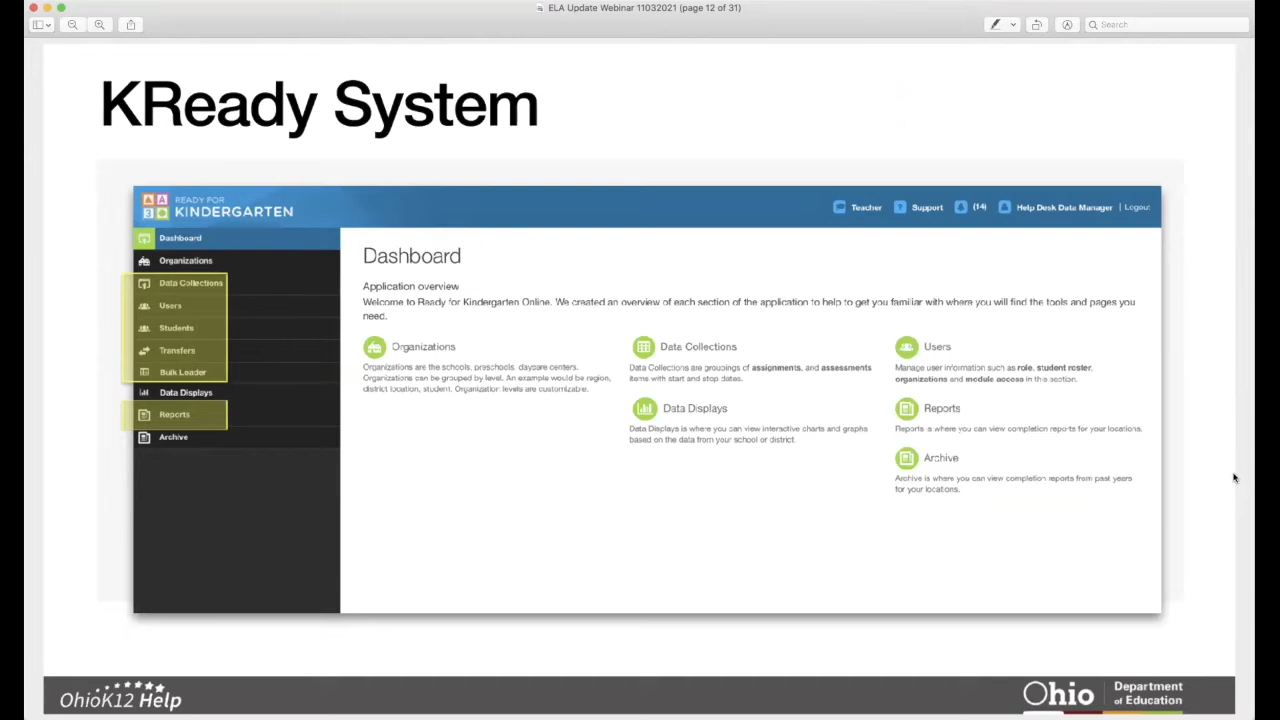 ELA Update Webinar 11032021 (page 12 of 31)
Search
KReady System
READY FOR
KINDERGARTEN
Teacher
Support
(14)
Help Desk Data Manager
| Logout
Dashboard
Organizations
Data Collections
Users
Students
Transfers
Bulk Loader
Data Displays
Reports
Archive
Dashboard
Application overview
Welcome to Ready for Kindergarten Online. We created an overview of each section of the application to help to get you familiar with where you will find the tools and pages you
need.
Organizations
Organizations are the schools, preschools, daycare centers.
Organizations can be grouped by level. An example would be region,
district location, student. Organization levels are customizable.
Data Collections
Data Collections are groupings of assignments, and assessments
items with start and stop dates.
Data Displays
Data Displays is where you can view interactive charts and graphs
based on the data from your school or district.
Users
Manage user information such as role, student roster,
organizations and module access in this section.
Reports
Reports is where you can view completion reports for your locations.
Archive
Archive is where you can view completion reports from past years
for your locations.
OhioK12 Help
Ohio
Department
of Education